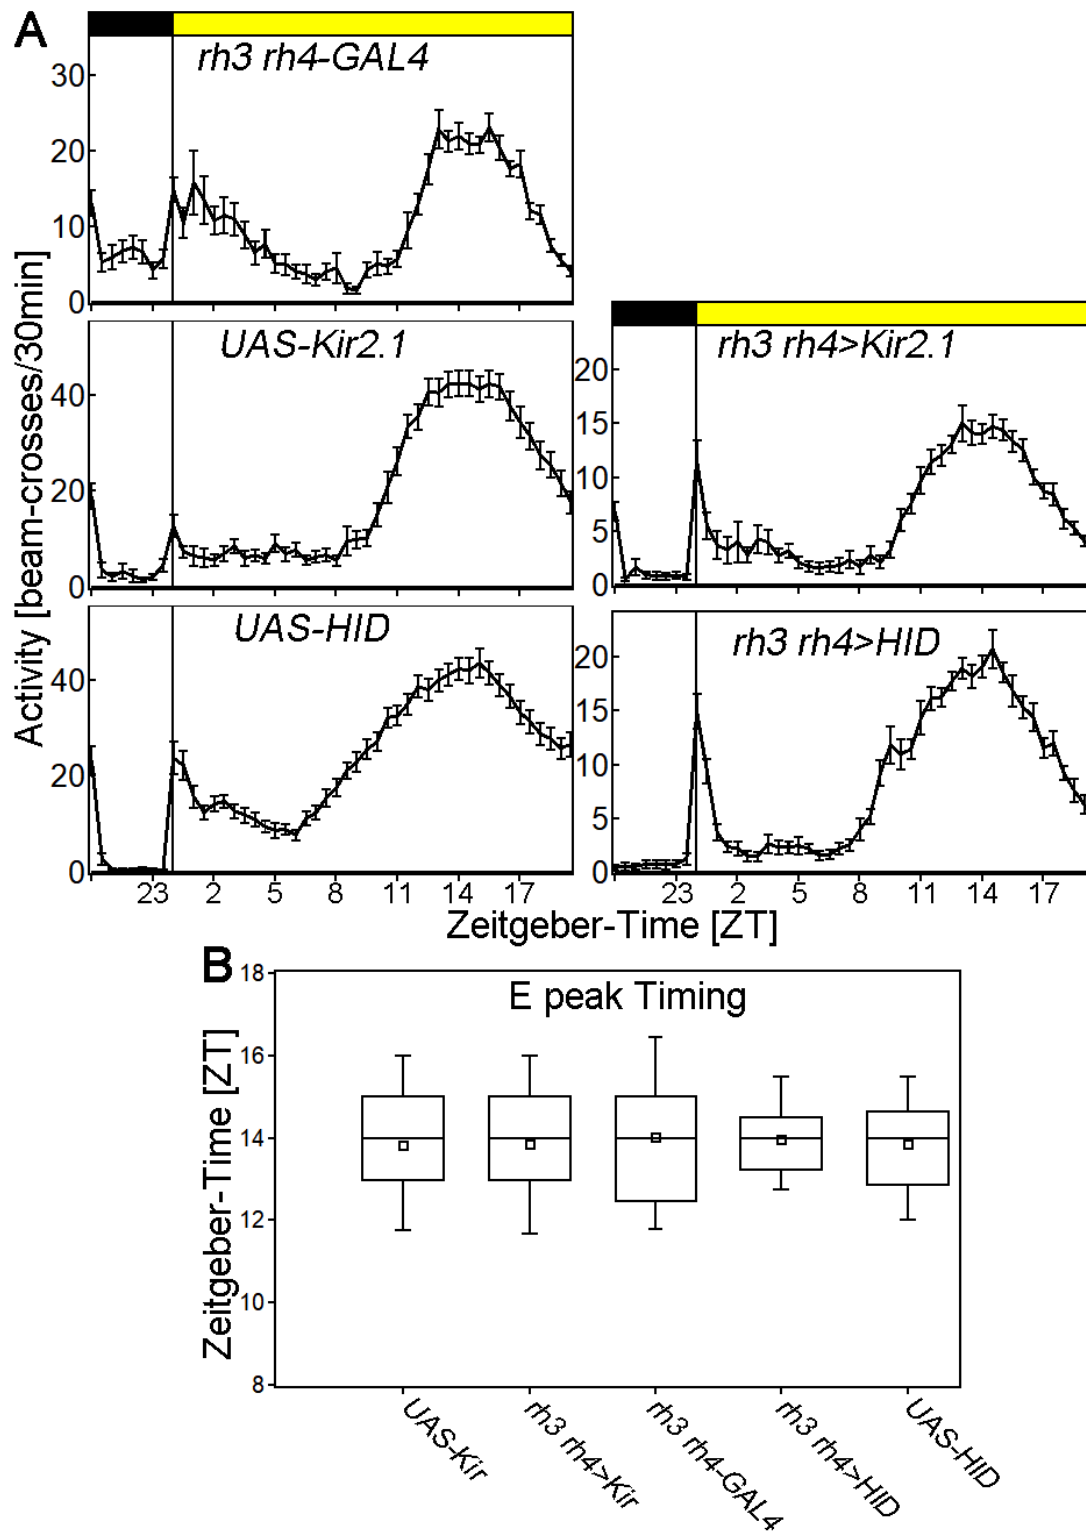 A
rh3 rh4-GAL4
30
20
10
0
UAS-Kir2.1
40
20
0
UAS-HID
40
20
0
23 2 5 8 11 14 17
rh3 rh4>Kir2.1
20
15
10
5
0
rh3 rh4>HID
20
15
10
5
0
23 2 5 8 11 14 17
Activity [beam-crosses/30min]
Zeitgeber-Time [ZT]
B
E peak Timing
18
16
14
12
10
8
Zeitgeber-Time [ZT]
UAS-Kir
rh3 rh4>Kir
rh3 rh4-GAL4
rh3 rh4>HID
UAS-HID